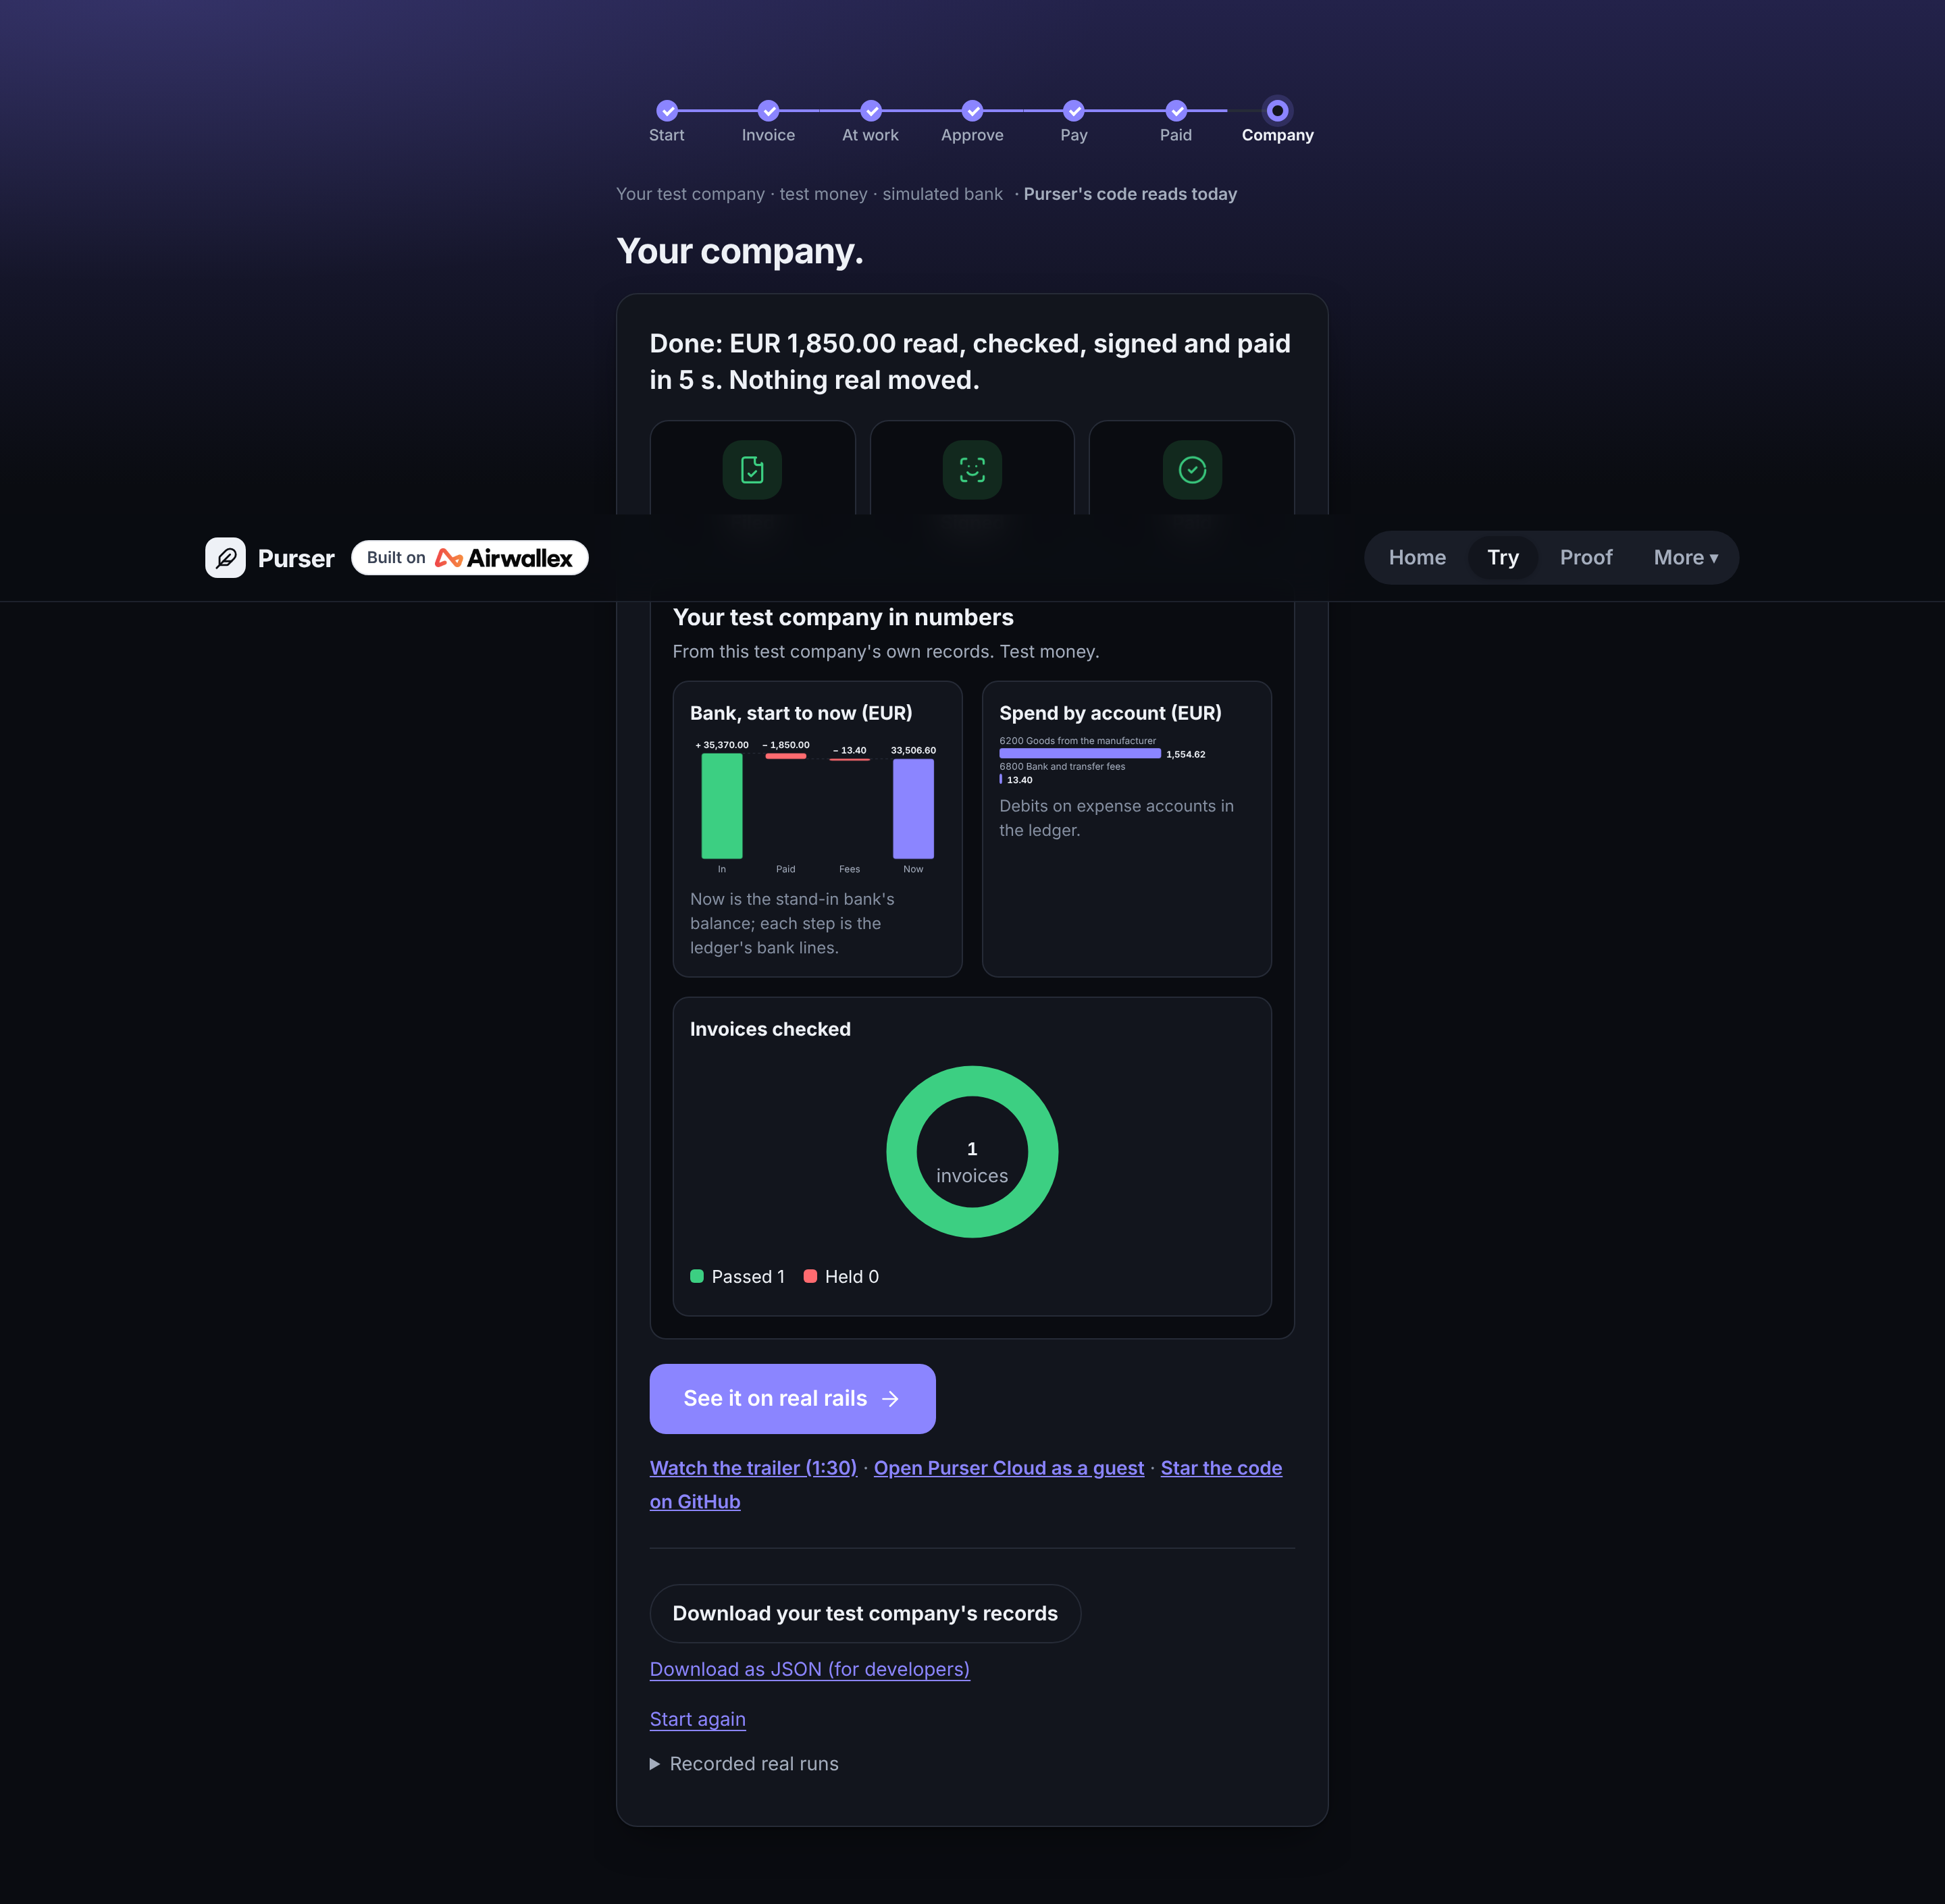 Start
Invoice
At work
Approve
Pay
Paid
Company
Your test company · test money · simulated bank · Purser's code reads today
Your company.
Done: EUR 1,850.00 read, checked, signed and paid
in 5 s. Nothing real moved.
Purser
Built on Airwallex
Home
Try
Proof
More ▾
Your test company in numbers
From this test company's own records. Test money.
Bank, start to now (EUR)
+ 35,370.00
− 1,850.00
− 13.40
33,506.60
In
Paid
Fees
Now
Now is the stand-in bank's
balance; each step is the
ledger's bank lines.
Spend by account (EUR)
6200 Goods from the manufacturer
1,554.62
6800 Bank and transfer fees
13.40
Debits on expense accounts in
the ledger.
Invoices checked
1
invoices
Passed 1
Held 0
See it on real rails →
Watch the trailer (1:30) · Open Purser Cloud as a guest · Star the code
on GitHub
Download your test company's records
Download as JSON (for developers)
Start again
▶ Recorded real runs